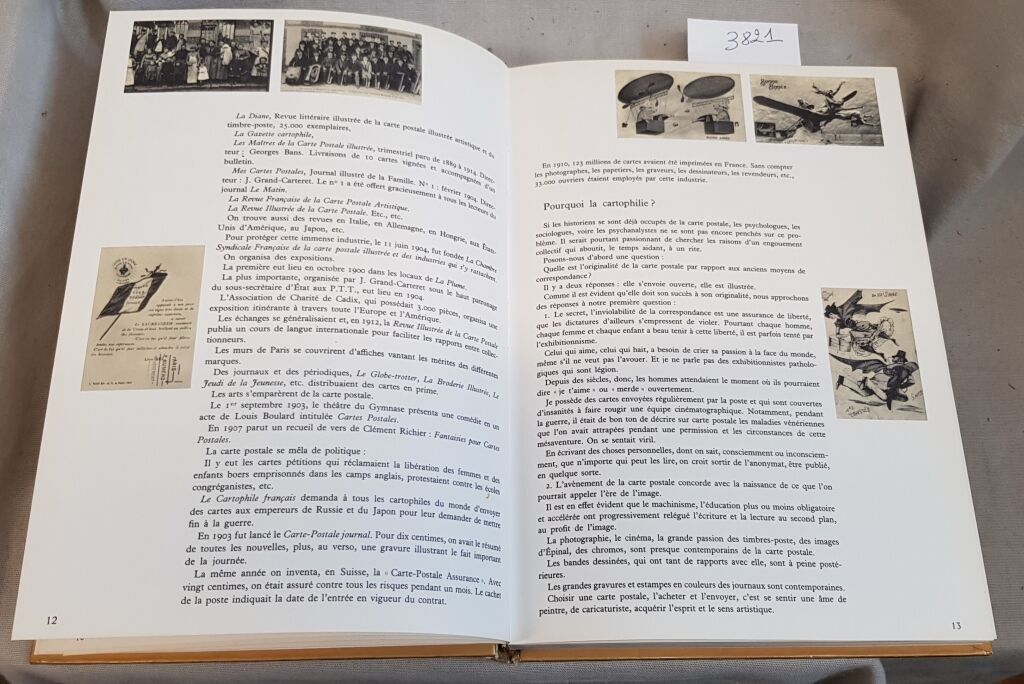 3821
La Diane, Revue littéraire illustrée de la carte postale illustrée artistique et du
timbre-poste, 25.000 exemplaires,
La Gazette cartophile,
Les Maîtres de la Carte Postale illustrée, trimestriel paru de 1889 à 1914. Direc-
teur : Georges Bans. Livraisons de 10 cartes signées et accompagnées d'un
bulletin.
Mes Cartes Postales, Journal illustré de la Famille. N° 1 : février 1904. Direc-
teur : J. Grand-Carteret. Le n° 1 a été offert gracieusement à tous les lecteurs du
journal Le Matin.
La Revue Française de la Carte Postale Artistique.
La Revue Illustrée de la Carte Postale. Etc., etc.
On trouve aussi des revues en Italie, en Allemagne, en Hongrie, aux États-
Unis d'Amérique, au Japon, etc.
Pour protéger cette immense industrie, le 11 juin 1904, fut fondée La Chambre
Syndicale Française de la carte postale illustrée et des industries qui s'y rattachent.
On organisa des expositions.
La première eut lieu en octobre 1900 dans les locaux de La Plume.
La plus importante, organisée par J. Grand-Carteret sous le haut patronage
du sous-secrétaire d'État aux P.T.T., eut lieu en 1904.
L'Association de Charité de Cadix, qui possédait 3.000 pièces, organisa une
exposition itinérante à travers toute l'Europe et l'Amérique.
Les échanges se généralisaient et, en 1912, la Revue Illustrée de la Carte Postale
publia un cours de langue internationale pour faciliter les rapports entre collec-
tionneurs.
Les murs de Paris se couvrirent d'affiches vantant les mérites des différentes
marques.
Des journaux et des périodiques, Le Globe-trotter, La Broderie Illustrée, Le
Jeudi de la Jeunesse, etc. distribuaient des cartes en prime.
Les arts s'emparèrent de la carte postale.
Le 1er septembre 1903, le théâtre du Gymnase présenta une comédie en un
acte de Louis Boulard intitulée Cartes Postales.
En 1907 parut un recueil de vers de Clément Richier : Fantaisies pour Cartes
Postales.
La carte postale se mêla de politique :
Il y eut les cartes pétitions qui réclamaient la libération des femmes et des
enfants boers emprisonnés dans les camps anglais, protestaient contre les écoles
congréganistes, etc.
Le Cartophile français demanda à tous les cartophiles du monde d'envoyer
des cartes aux empereurs de Russie et du Japon pour leur demander de mettre
fin à la guerre.
En 1903 fut lancé le Carte-Postale journal. Pour dix centimes, on avait le résumé
de toutes les nouvelles, plus, au verso, une gravure illustrant le fait important
de la journée.
La même année on inventa, en Suisse, la « Carte-Postale Assurance ». Avec
vingt centimes, on était assuré contre tous les risques pendant un mois. Le cachet
de la poste indiquait la date de l'entrée en vigueur du contrat.
12
BONNE ANNÉE
En 1910, 123 millions de cartes avaient été imprimées en France. Sans compter
les photographes, les papetiers, les graveurs, les dessinateurs, les revendeurs, etc.,
33.000 ouvriers étaient employés par cette industrie.
Pourquoi la cartophilie ?
Si les historiens se sont déjà occupés de la carte postale, les psychologues, les
sociologues, voire les psychanalystes ne se sont pas encore penchés sur ce pro-
blème. Il serait pourtant passionnant de chercher les raisons d'un engouement
collectif qui aboutit, le temps aidant, à un rite.
Posons-nous d'abord une question :
Quelle est l'originalité de la carte postale par rapport aux anciens moyens de
correspondance ?
Il y a deux réponses : elle s'envoie ouverte, elle est illustrée.
Comme il est évident qu'elle doit son succès à son originalité, nous approchons
des réponses à notre première question :
1. Le secret, l'inviolabilité de la correspondance est une assurance de liberté,
que les dictatures d'ailleurs s'empressent de violer. Pourtant chaque homme,
chaque femme et chaque enfant a beau tenir à cette liberté, il est parfois tenté par
l'exhibitionnisme.
Celui qui aime, celui qui hait, a besoin de crier sa passion à la face du monde,
même s'il ne veut pas l'avouer. Et je ne parle pas des exhibitionnistes patholo-
giques qui sont légion.
Depuis des siècles, donc, les hommes attendaient le moment où ils pourraient
dire « je t'aime » ou « merde » ouvertement.
Je possède des cartes envoyées régulièrement par la poste et qui sont couvertes
d'insanités à faire rougir une équipe cinématographique. Notamment, pendant
la guerre, il était de bon ton de décrire sur carte postale les maladies vénériennes
que l'on avait attrapées pendant une permission et les circonstances de cette
mésaventure. On se sentait viril.
En écrivant des choses personnelles, dont on sait, consciemment ou inconsciem-
ment, que n'importe qui peut les lire, on croit sortir de l'anonymat, être publié,
en quelque sorte.
2. L'avènement de la carte postale concorde avec la naissance de ce que l'on
pourrait appeler l'ère de l'image.
Il est en effet évident que le machinisme, l'éducation plus ou moins obligatoire
et accélérée ont progressivement relégué l'écriture et la lecture au second plan,
au profit de l'image.
La photographie, le cinéma, la grande passion des timbres-poste, des images
d'Épinal, des chromos, sont presque contemporains de la carte postale.
Les bandes dessinées, qui ont tant de rapports avec elle, sont à peine posté-
rieures.
Les grandes gravures et estampes en couleurs des journaux sont contemporaines.
Choisir une carte postale, l'acheter et l'envoyer, c'est se sentir une âme de
peintre, de caricaturiste, acquérir l'esprit et le sens artistique.
13